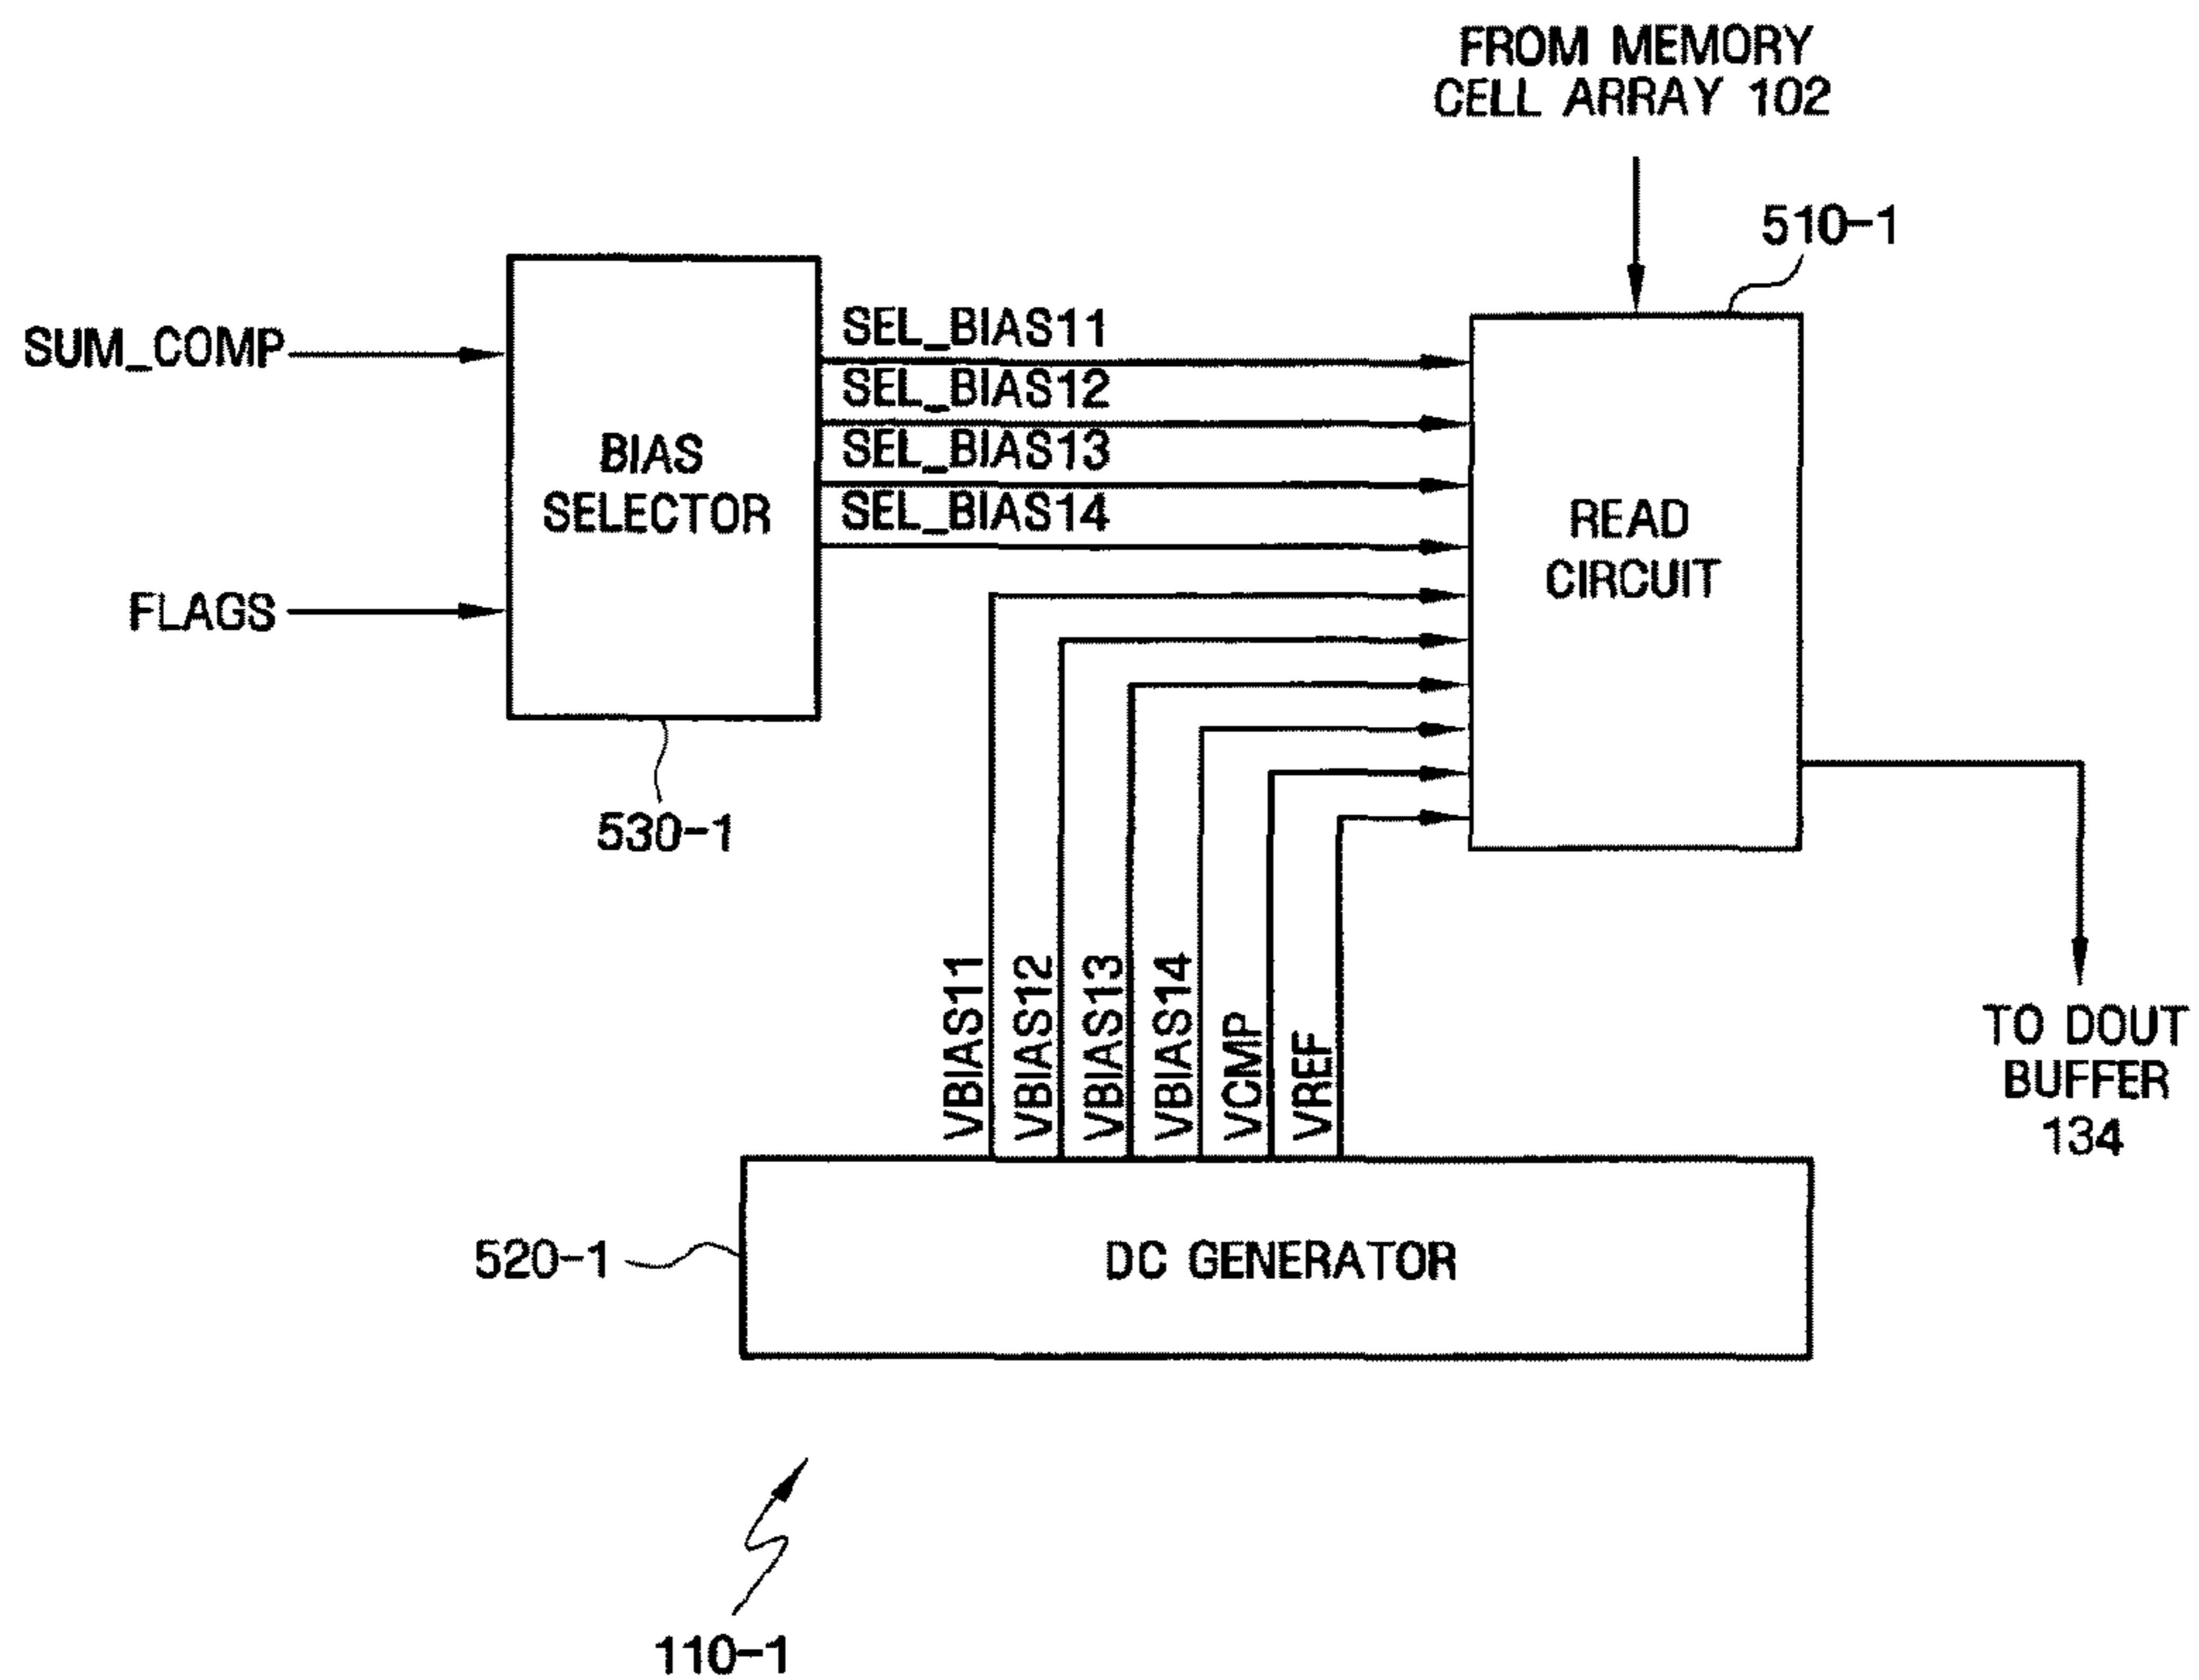 FROM MEMORY
CELL ARRAY 102
510-1
SUM_COMP
FLAGS
BIAS
SELECTOR
530-1
SEL_BIAS11
SEL_BIAS12
SEL_BIAS13
SEL_BIAS14
READ
CIRCUIT
VBIAS11
VBIAS12
VBIAS13
VBIAS14
VCMP
VREF
TO DOUT
BUFFER
134
520-1
DC GENERATOR
110-1